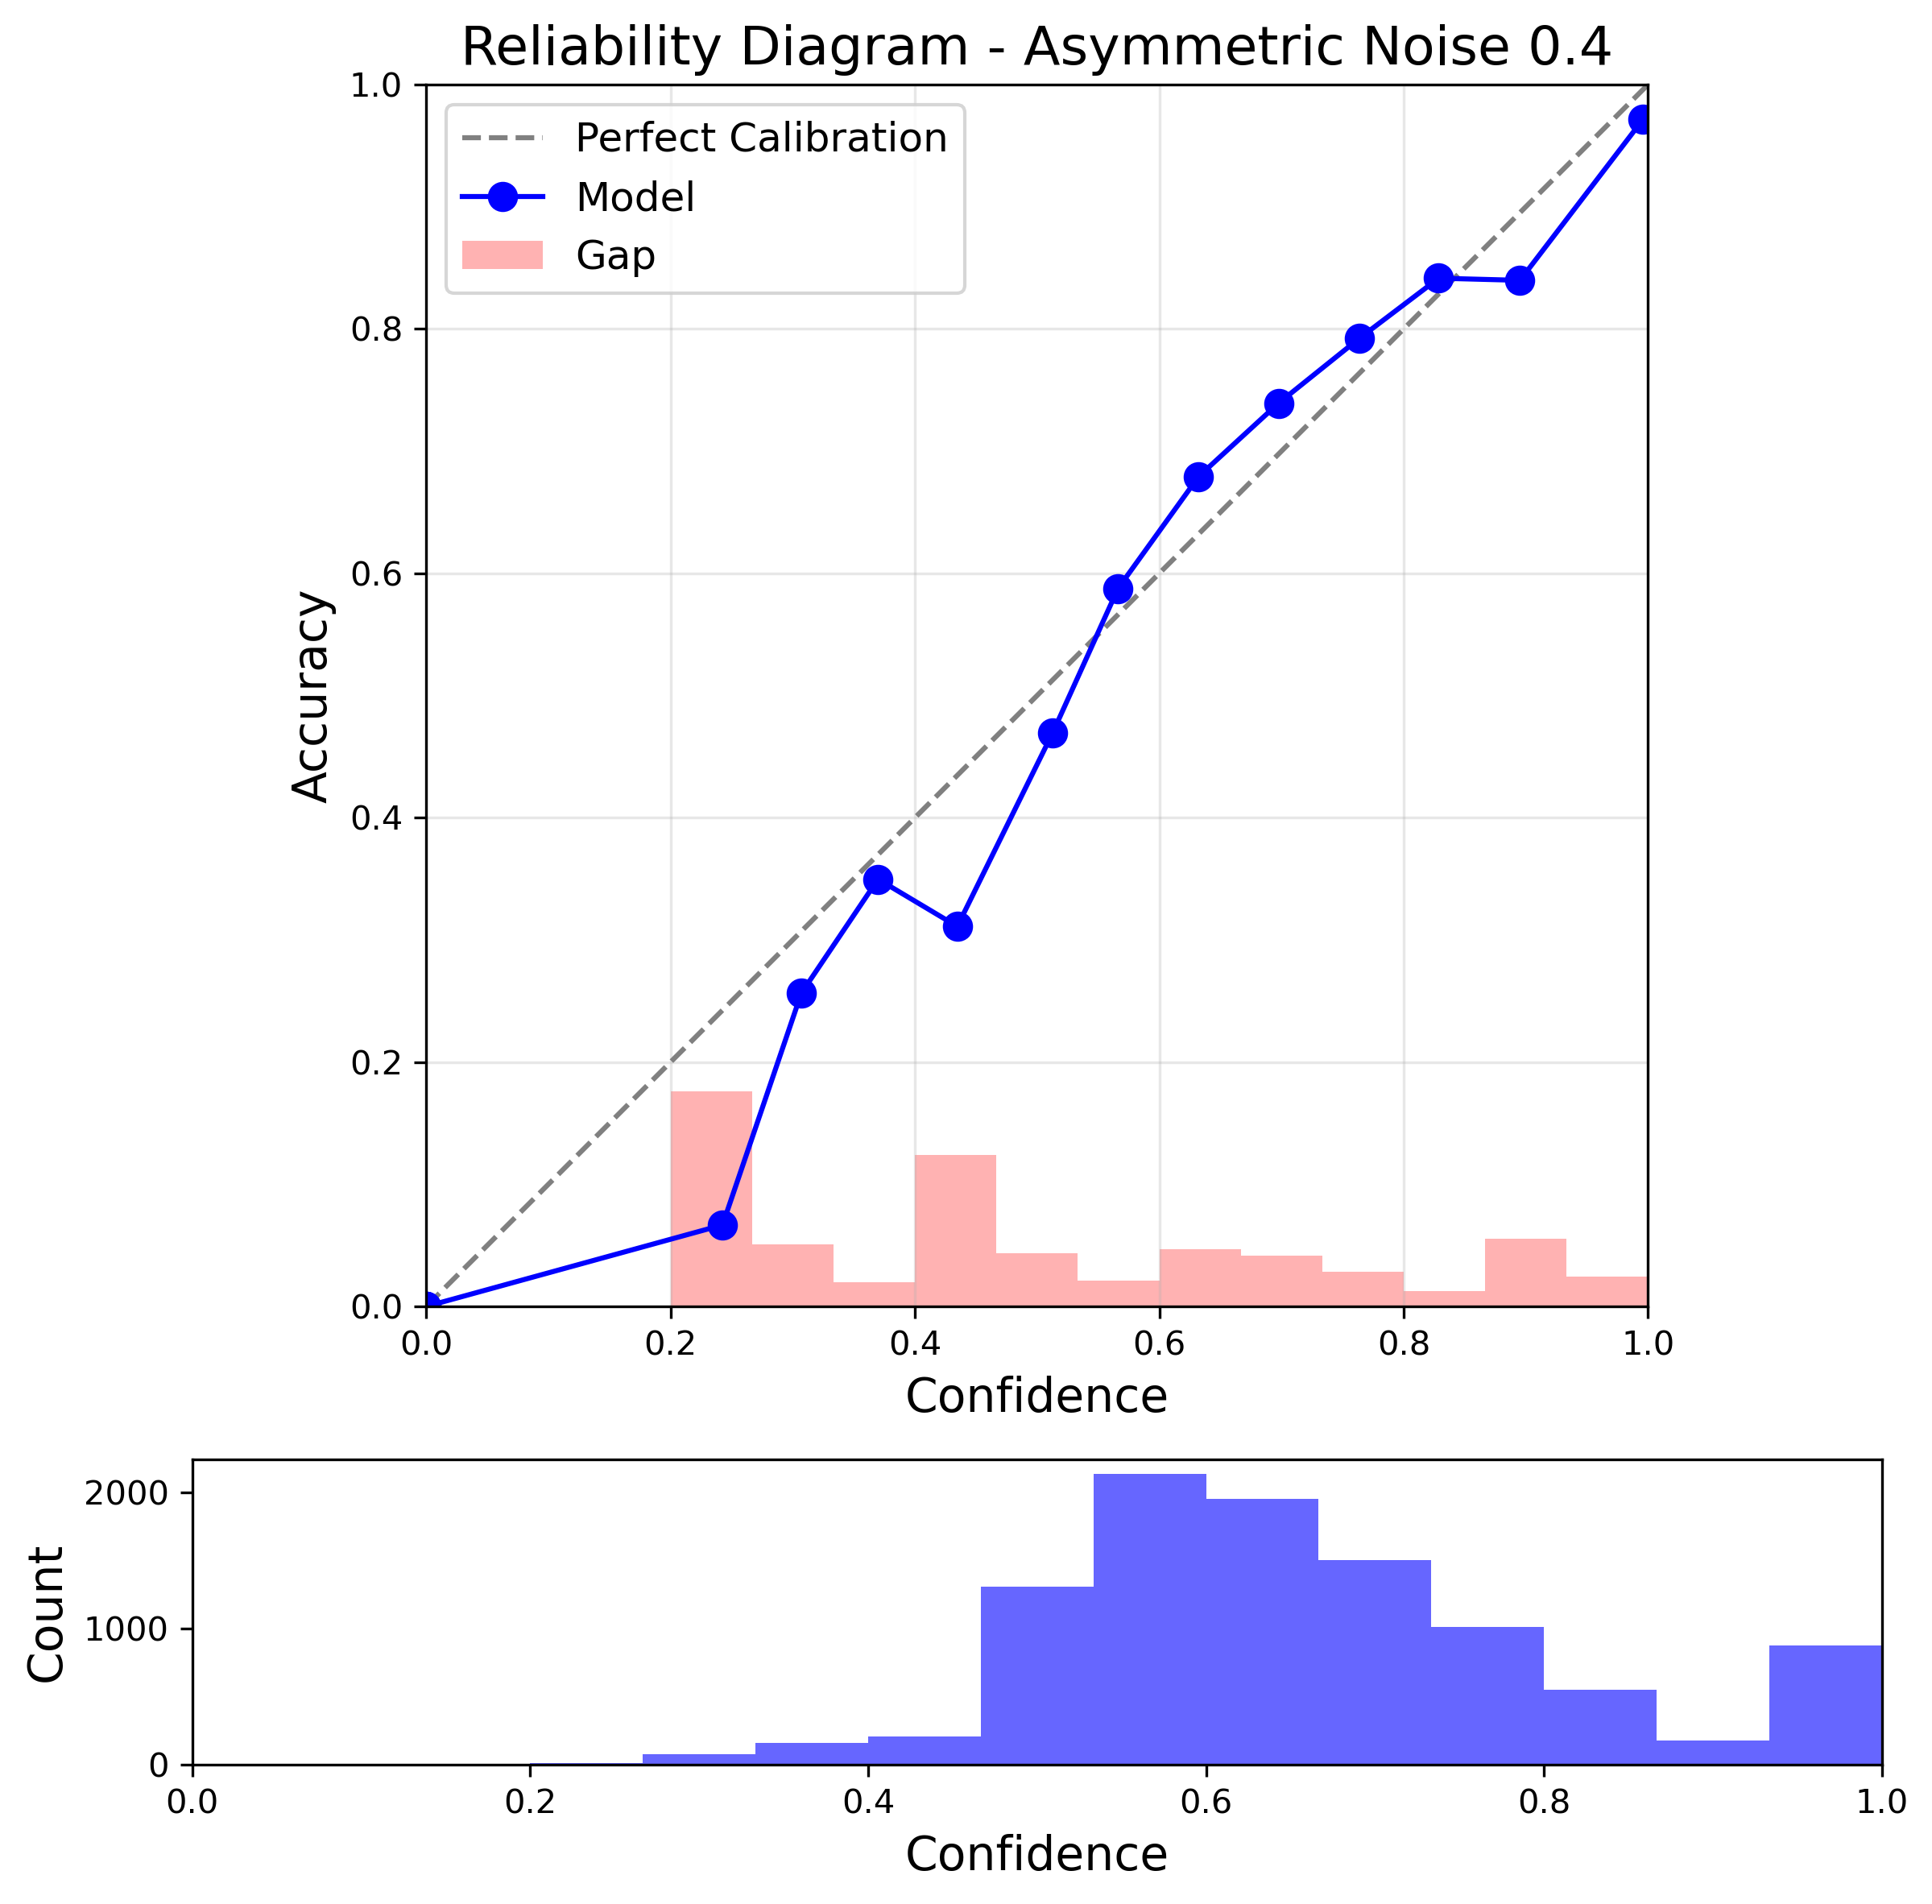 Reliability Diagram - Asymmetric Noise 0.4
1.0
0.8
0.6
0.4
0.2
0.0
Accuracy
Perfect Calibration
Model
Gap
0.0 0.2 0.4 0.6 0.8 1.0
Confidence
2000
1000
0
Count
0.0 0.2 0.4 0.6 0.8 1.0
Confidence